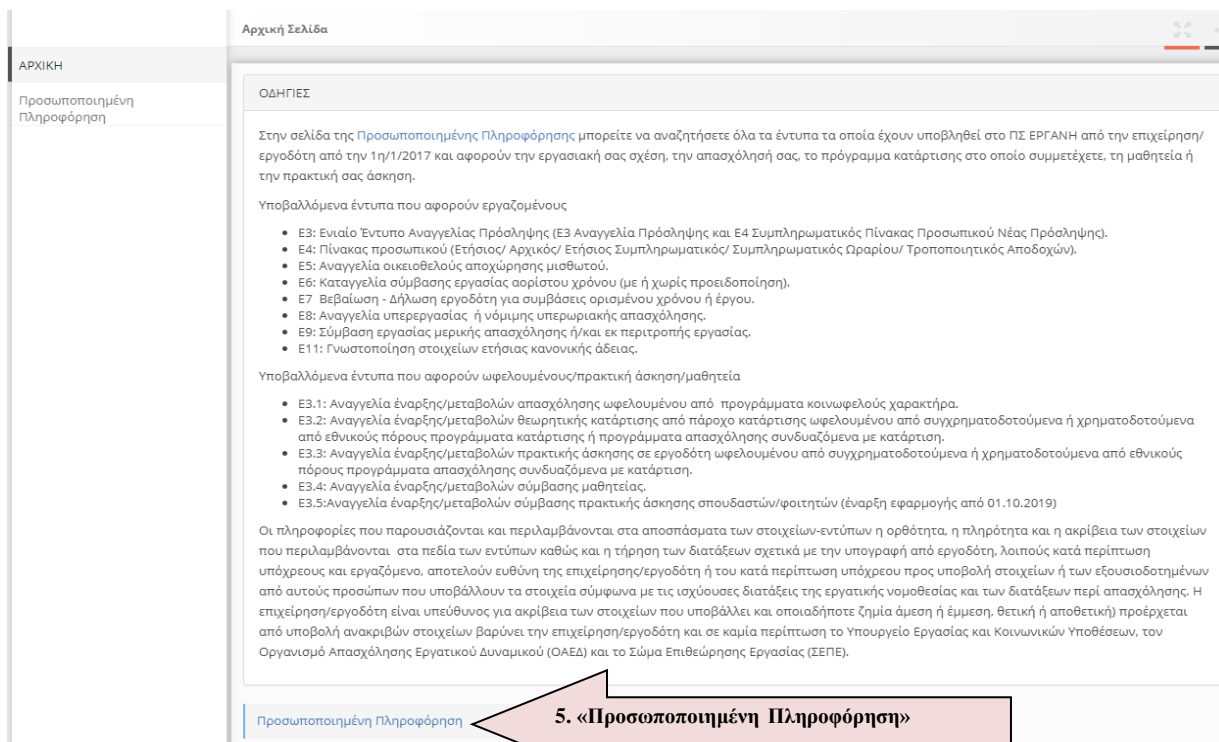 Αρχική Σελίδα
ΑΡΧΙΚΗ
Προσωποποιημένη
Πληροφόρηση
ΟΔΗΓΙΕΣ
Στην σελίδα της Προσωποποιημένης Πληροφόρησης μπορείτε να αναζητήσετε όλα τα έντυπα τα οποία έχουν υποβληθεί στο ΠΣ ΕΡΓΑΝΗ από την επιχείρηση/
εργοδότη από την 1η/1/2017 και αφορούν την εργασιακή σας σχέση, την απασχόλησή σας, το πρόγραμμα κατάρτισης στο οποίο συμμετέχετε, τη μαθητεία ή
την πρακτική σας άσκηση.
Υποβαλλόμενα έντυπα που αφορούν εργαζομένους
• Ε3: Ενιαίο Έντυπο Αναγγελίας Πρόσληψης (Ε3 Αναγγελία Πρόσληψης και Ε4 Συμπληρωματικός Πίνακας Προσωπικού Νέας Πρόσληψης).
• Ε4: Πίνακας προσωπικού (Ετήσιος/ Αρχικός/ Ετήσιος Συμπληρωματικός/ Συμπληρωματικός Ωραρίου/ Τροποποιητικός Αποδοχών).
• Ε5: Αναγγελία οικειοθελούς αποχώρησης μισθωτού.
• Ε6: Καταγγελία σύμβασης εργασίας αορίστου χρόνου (με ή χωρίς προειδοποίηση).
• Ε7 Βεβαίωση - Δήλωση εργοδότη για συμβάσεις ορισμένου χρόνου ή έργου.
• Ε8: Αναγγελία υπερεργασίας ή νόμιμης υπερωριακής απασχόλησης.
• Ε9: Σύμβαση εργασίας μερικής απασχόλησης ή/και εκ περιτροπής εργασίας.
• Ε11: Γνωστοποίηση στοιχείων ετήσιας κανονικής άδειας.
Υποβαλλόμενα έντυπα που αφορούν ωφελουμένους/πρακτική άσκηση/μαθητεία
• Ε3.1: Αναγγελία έναρξης/μεταβολών απασχόλησης ωφελουμένου από προγράμματα κοινωφελούς χαρακτήρα.
• Ε3.2: Αναγγελία έναρξης/μεταβολών θεωρητικής κατάρτισης από πάροχο κατάρτισης ωφελουμένου από συγχρηματοδοτούμενα ή χρηματοδοτούμενα
από εθνικούς πόρους προγράμματα κατάρτισης ή προγράμματα απασχόλησης συνδυαζόμενα με κατάρτιση.
• Ε3.3: Αναγγελία έναρξης/μεταβολών πρακτικής άσκησης σε εργοδότη ωφελουμένου από συγχρηματοδοτούμενα ή χρηματοδοτούμενα από εθνικούς
πόρους προγράμματα απασχόλησης συνδυαζόμενα με κατάρτιση.
• Ε3.4: Αναγγελία έναρξης/μεταβολών σύμβασης μαθητείας.
• Ε3.5:Αναγγελία έναρξης/μεταβολών σύμβασης πρακτικής άσκησης σπουδαστών/φοιτητών (έναρξη εφαρμογής από 01.10.2019)
Οι πληροφορίες που παρουσιάζονται και περιλαμβάνονται στα αποσπάσματα των στοιχείων-εντύπων η ορθότητα, η πληρότητα και η ακρίβεια των στοιχείων
που περιλαμβάνονται στα πεδία των εντύπων καθώς και η τήρηση των διατάξεων σχετικά με την υπογραφή από εργοδότη, λοιπούς κατά περίπτωση
υπόχρεους και εργαζόμενο, αποτελούν ευθύνη της επιχείρησης/εργοδότη ή του κατά περίπτωση υπόχρεου προς υποβολή στοιχείων ή των εξουσιοδοτημένων
από αυτούς προσώπων που υποβάλλουν τα στοιχεία σύμφωνα με τις ισχύουσες διατάξεις της εργατικής νομοθεσίας και των διατάξεων περί απασχόλησης. Η
επιχείρηση/εργοδότη είναι υπεύθυνος για ακρίβεια των στοιχείων που υποβάλλει και οποιαδήποτε ζημία άμεση ή έμμεση, θετική ή αποθετική) προέρχεται
από υποβολή ανακριβών στοιχείων βαρύνει την επιχείρηση/εργοδότη και σε καμία περίπτωση το Υπουργείο Εργασίας και Κοινωνικών Υποθέσεων, τον
Οργανισμό Απασχόλησης Εργατικού Δυναμικού (ΟΑΕΔ) και το Σώμα Επιθεώρησης Εργασίας (ΣΕΠΕ).
Προσωποποιημένη Πληροφόρηση
5. «Προσωποποιημένη Πληροφόρηση»